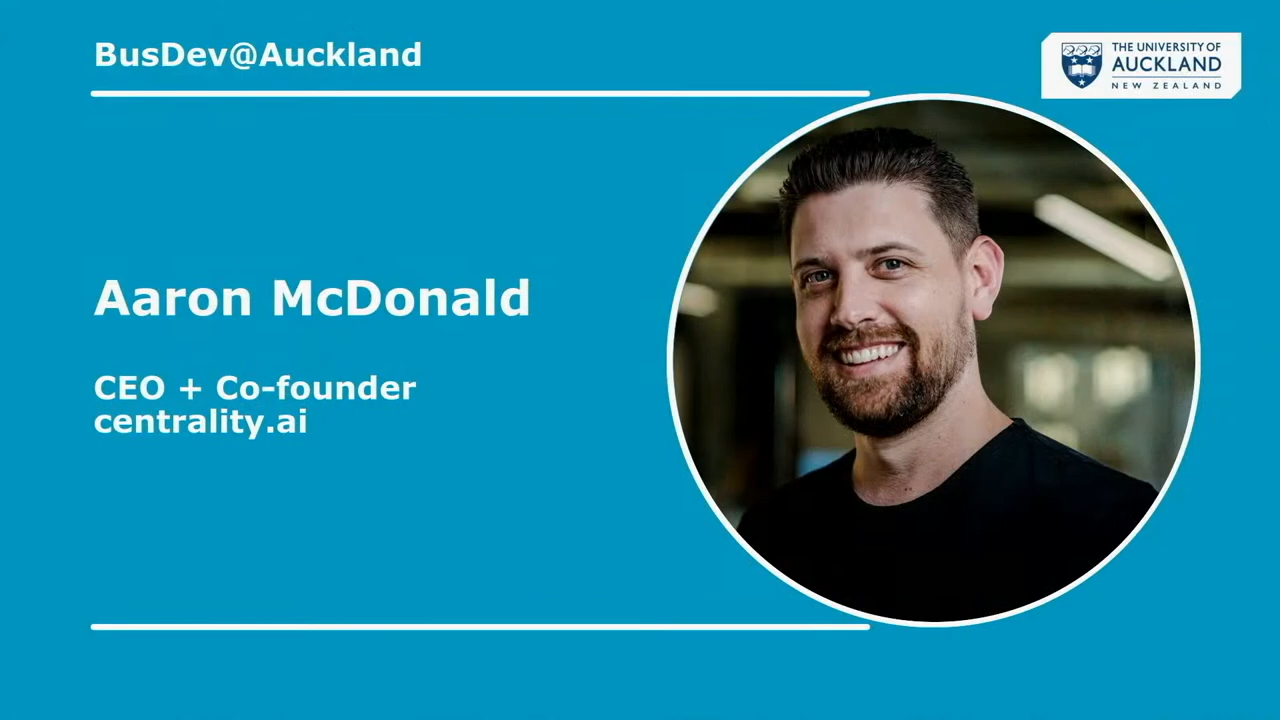 BusDev@Auckland
THE UNIVERSITY OF
AUCKLAND
NEW ZEALAND
Aaron McDonald
CEO + Co-founder
centrality.ai